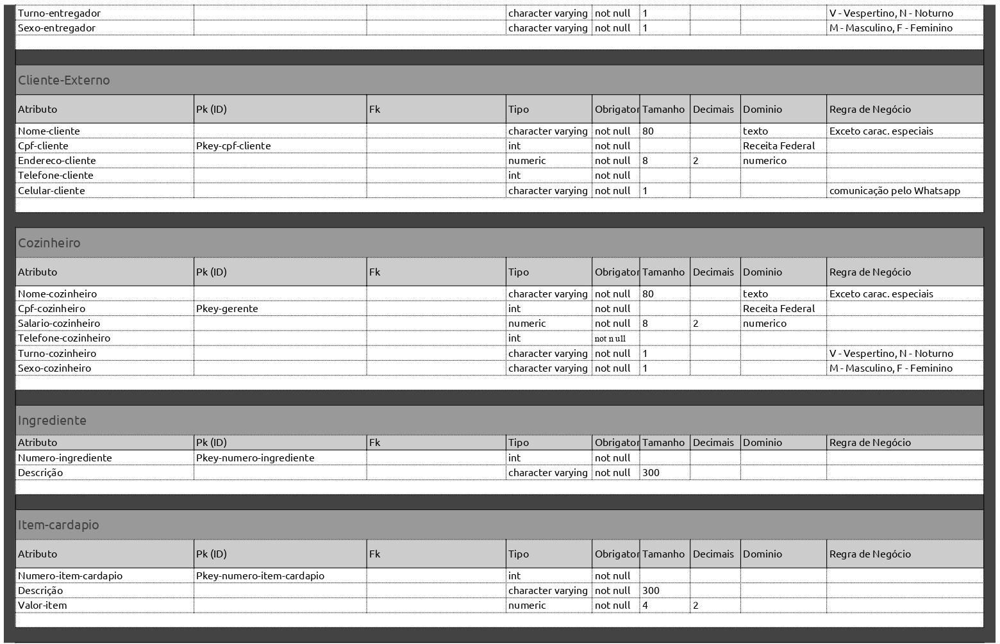 Turno-entregador character varying not null 1 V - Vespertino, N - Noturno
Sexo-entregador character varying not null 1 M - Masculino, F - Feminino
Cliente-Externo
Atributo Pk (ID) Fk Tipo Obrigator Tamanho Decimais Dominio Regra de Negócio
Nome-cliente character varying not null 80 texto Exceto carac. especiais
Cpf-cliente Pkey-cpf-cliente int not null Receita Federal
Endereco-cliente numeric not null 8 2 numerico
Telefone-cliente int not null
Celular-cliente character varying not null 1 comunicação pelo Whatsapp
Cozinheiro
Atributo Pk (ID) Fk Tipo Obrigator Tamanho Decimais Dominio Regra de Negócio
Nome-cozinheiro character varying not null 80 texto Exceto carac. especiais
Cpf-cozinheiro Pkey-gerente int not null Receita Federal
Salario-cozinheiro numeric not null 8 2 numerico
Telefone-cozinheiro int not n ull
Turno-cozinheiro character varying not null 1 V - Vespertino, N - Noturno
Sexo-cozinheiro character varying not null 1 M - Masculino, F - Feminino
Ingrediente
Atributo Pk (ID) Fk Tipo Obrigator Tamanho Decimais Dominio Regra de Negócio
Numero-ingrediente Pkey-numero-ingrediente int not null
Descrição character varying not null 300
Item-cardapio
Atributo Pk (ID) Fk Tipo Obrigator Tamanho Decimais Dominio Regra de Negócio
Numero-item-cardapio Pkey-numero-item-cardapio int not null
Descrição character varying not null 300
Valor-item numeric not null 4 2